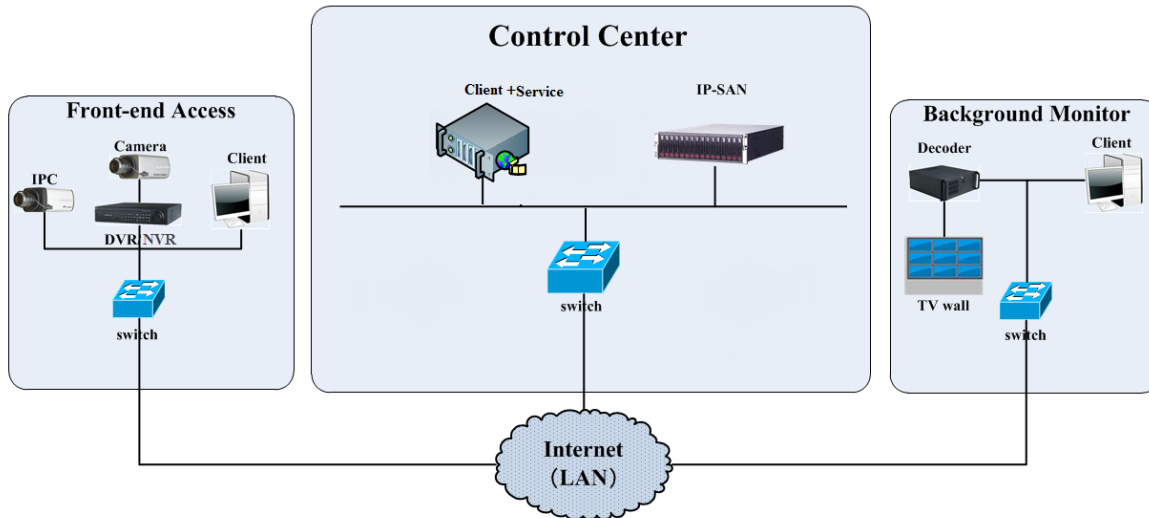 Control Center
Client +Service
IP-SAN
switch
Front-end Access
Camera
Client
IPC
DVR/NVR
switch
Background Monitor
Decoder
Client
TV wall
switch
Internet
（LAN）